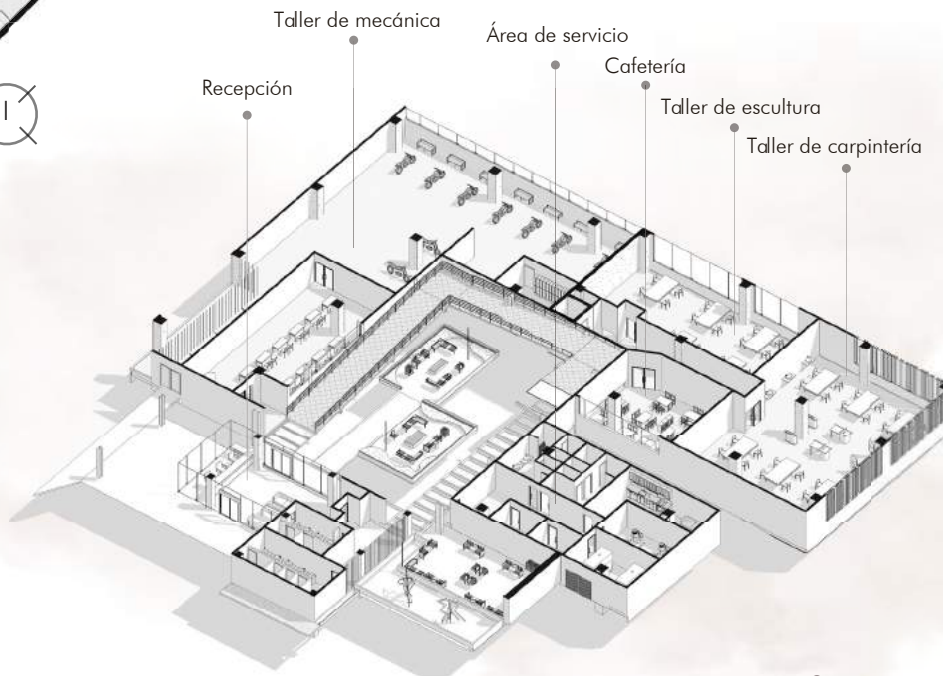 Taller de mecánica
Área de servicio
Cafetería
Recepción
Taller de escultura
Taller de carpintería